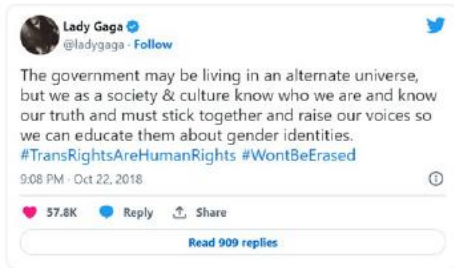 Lady Gaga
@ladygaga · Follow
The government may be living in an alternate universe,
but we as a society & culture know who we are and know
our truth and must stick together and raise our voices so
we can educate them about gender identities.
#TransRightsAreHumanRights #WontBeErased
9:08 PM · Oct 22, 2018
57.8K Reply Share
Read 909 replies